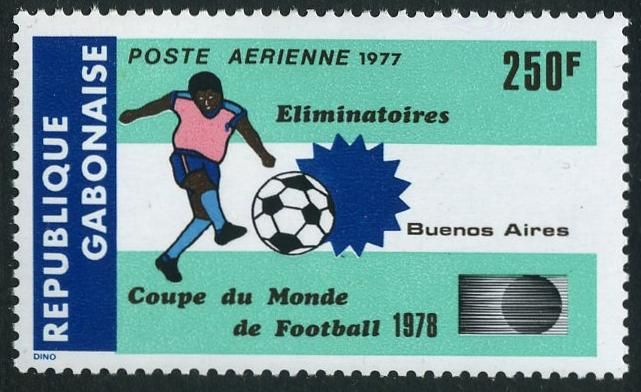 REPUBLIQUE
GABONAISE
POSTE AERIENNE 1977
250F
Eliminatoires
Buenos Aires
Coupe du Monde
de Football 1978
DINO